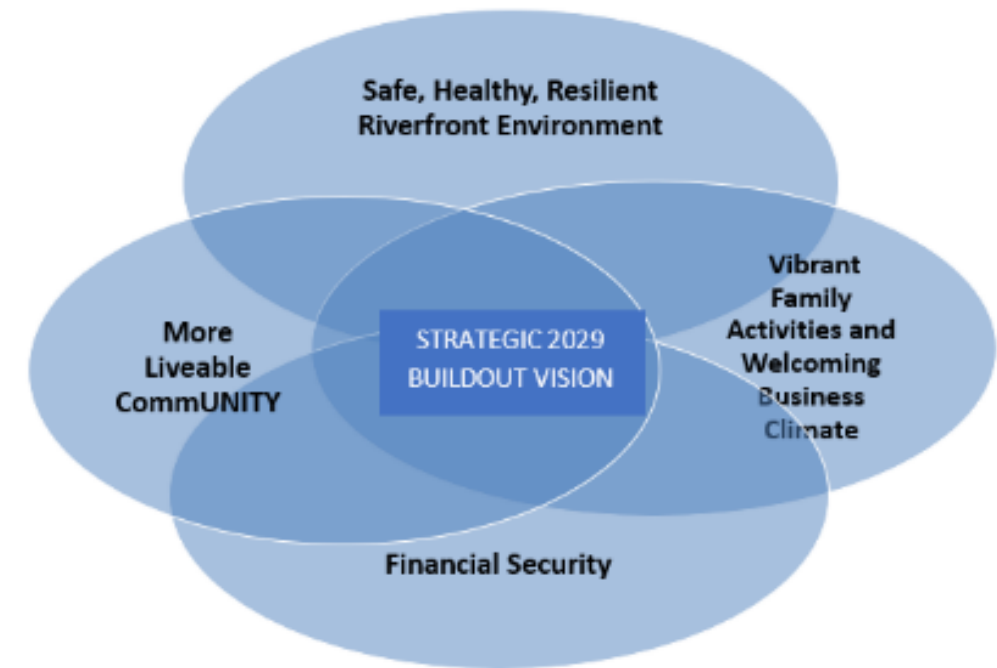 Safe, Healthy, Resilient
Riverfront Environment
Vibrant
Family
Activities and
Welcoming
Business
Climate
More
Liveable
CommUNITY
STRATEGIC 2029
BUILDOUT VISION
Financial Security